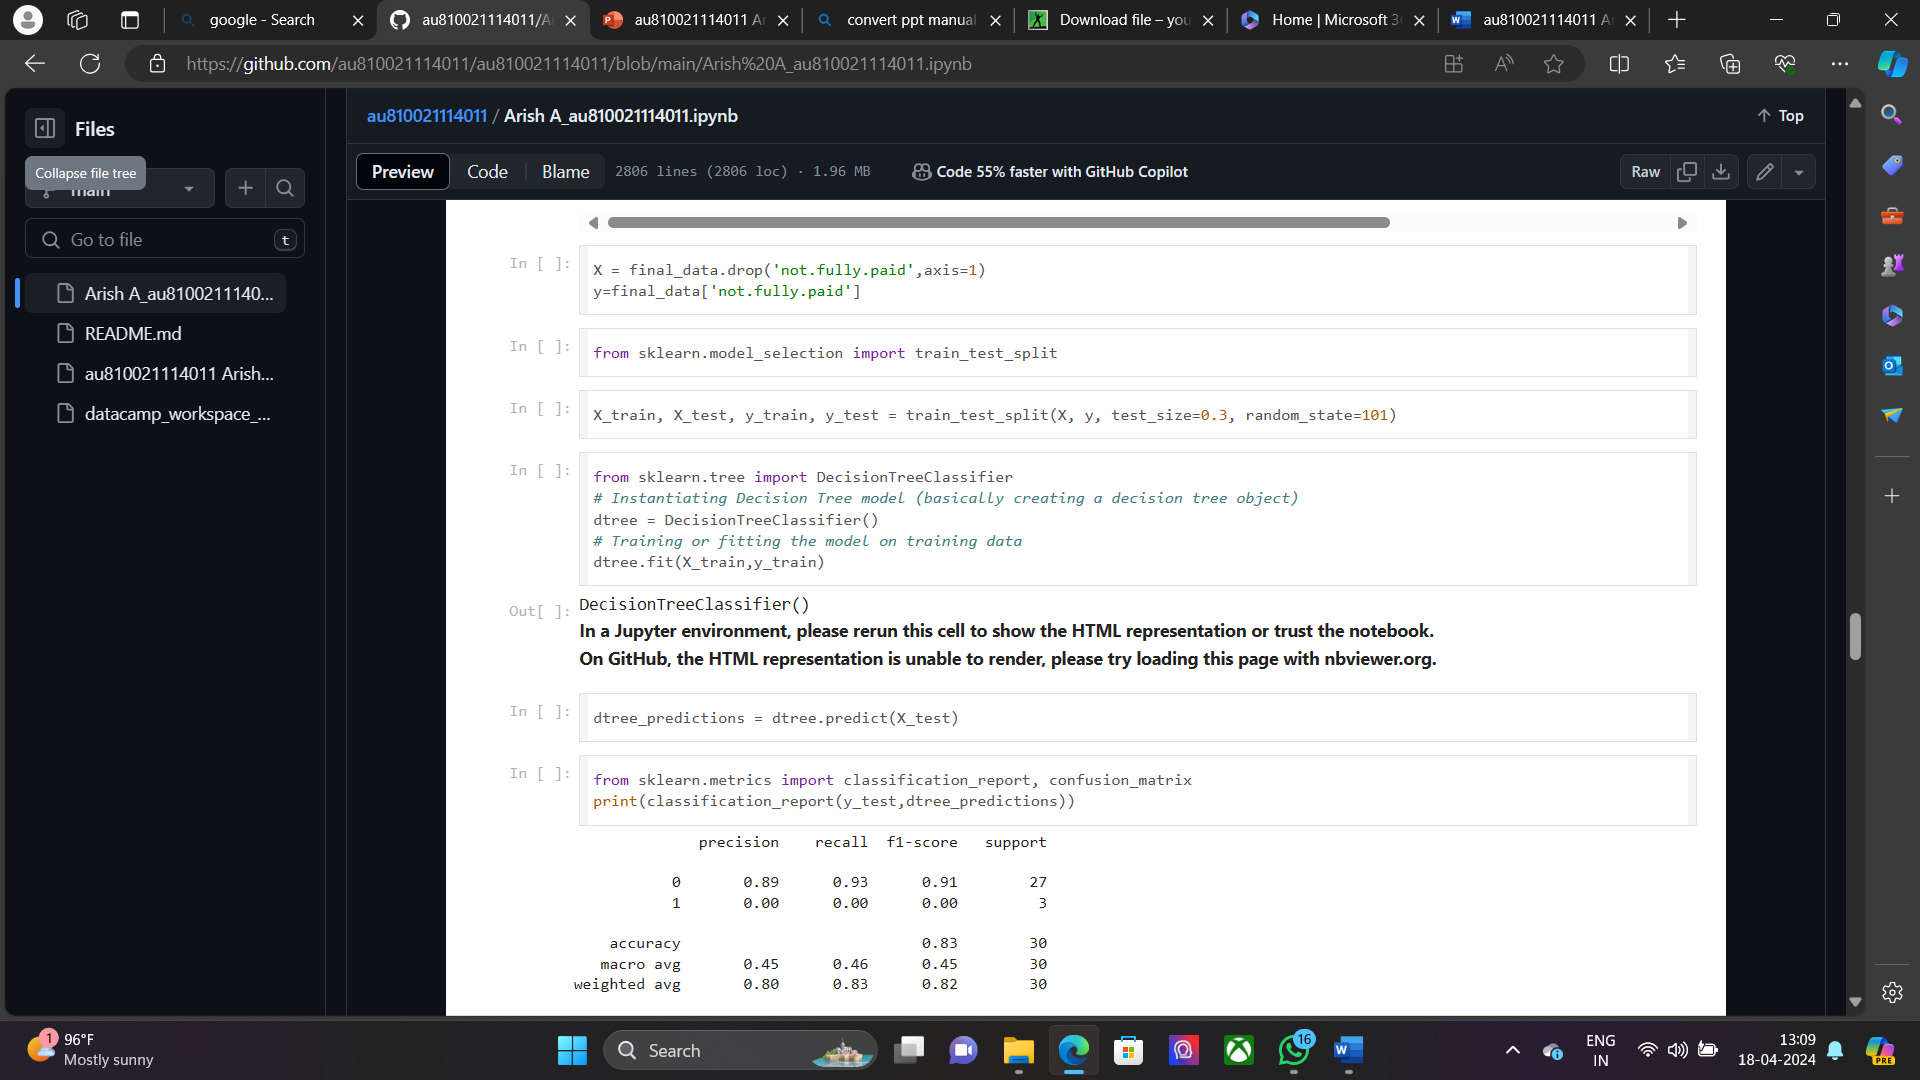 google - Search
au810021114011/A
au810021114011 A
convert ppt manual
Download file – you
Home | Microsoft 3
au810021114011 A
https://github.com/au810021114011/au810021114011/blob/main/Arish%20A_au810021114011.ipynb
Files
Collapse file tree
main
Go to file
t
Arish A_au8100211140...
README.md
au810021114011 Arish...
datacamp_workspace_...
au810021114011 / Arish A_au810021114011.ipynb
Top
Preview Code Blame 2806 lines (2806 loc) · 1.96 MB Code 55% faster with GitHub Copilot Raw
In [ ]: X = final_data.drop('not.fully.paid',axis=1)
y=final_data['not.fully.paid']
In [ ]: from sklearn.model_selection import train_test_split
In [ ]: X_train, X_test, y_train, y_test = train_test_split(X, y, test_size=0.3, random_state=101)
In [ ]: from sklearn.tree import DecisionTreeClassifier
# Instantiating Decision Tree model (basically creating a decision tree object)
dtree = DecisionTreeClassifier()
# Training or fitting the model on training data
dtree.fit(X_train,y_train)
Out[ ]: DecisionTreeClassifier()
In a Jupyter environment, please rerun this cell to show the HTML representation or trust the notebook.
On GitHub, the HTML representation is unable to render, please try loading this page with nbviewer.org.
In [ ]: dtree_predictions = dtree.predict(X_test)
In [ ]: from sklearn.metrics import classification_report, confusion_matrix
print(classification_report(y_test,dtree_predictions))
precision recall f1-score support
0 0.89 0.93 0.91 27
1 0.00 0.00 0.00 3
accuracy 0.83 30
macro avg 0.45 0.46 0.45 30
weighted avg 0.80 0.83 0.82 30
1
96°F
Mostly sunny
Search
16
ENG
IN
13:09
18-04-2024
PRE